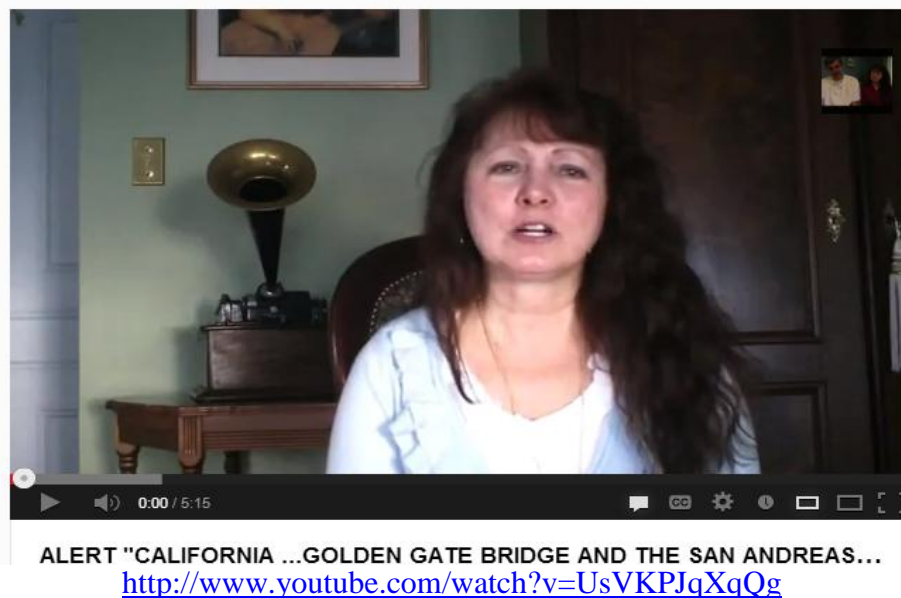 0:00 / 5:15
CC
ALERT "CALIFORNIA ...GOLDEN GATE BRIDGE AND THE SAN ANDREAS...
http://www.youtube.com/watch?v=UsVKPJqXqQg